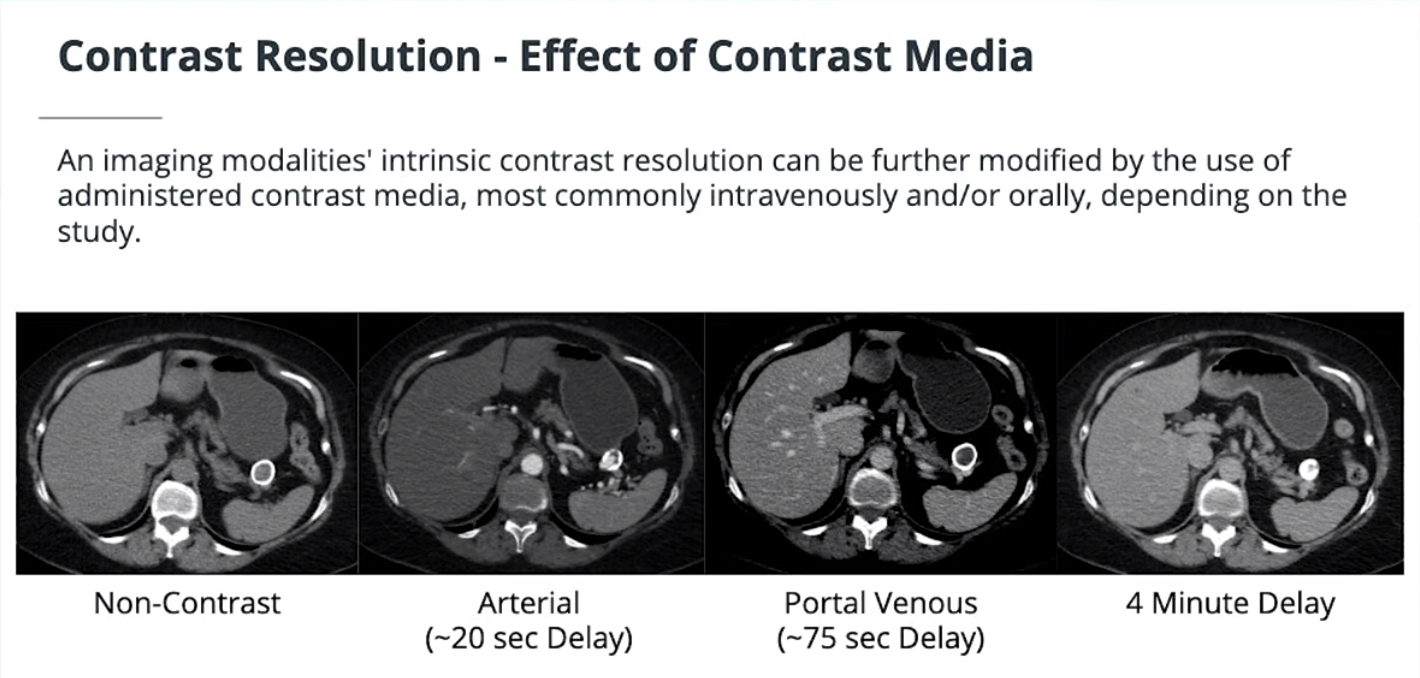 Contrast Resolution - Effect of Contrast Media
An imaging modalities' intrinsic contrast resolution can be further modified by the use of
administered contrast media, most commonly intravenously and/or orally, depending on the
study.
Non-Contrast
Arterial
(~20 sec Delay)
Portal Venous
(~75 sec Delay)
4 Minute Delay